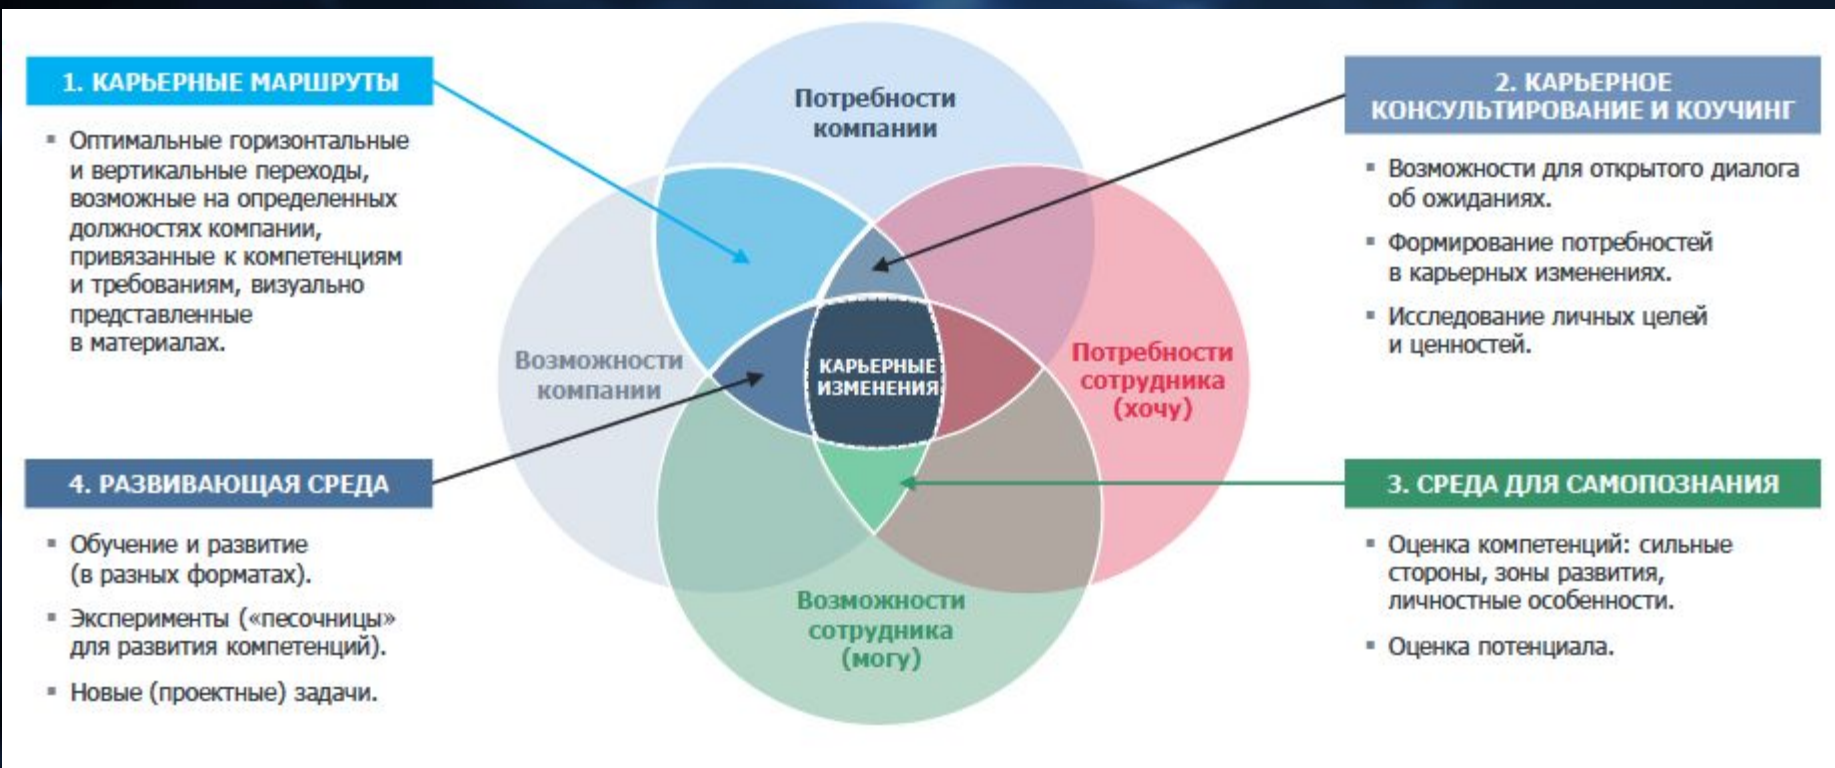 1. КАРЬЕРНЫЕ МАРШРУТЫ
▪ Оптимальные горизонтальные
и вертикальные переходы,
возможные на определенных
должностях компании,
привязанные к компетенциям
и требованиям, визуально
представленные
в материалах.
Потребности
компании
2. КАРЬЕРНОЕ
КОНСУЛЬТИРОВАНИЕ И КОУЧИНГ
▪ Возможности для открытого диалога
об ожиданиях.
▪ Формирование потребностей
в карьерных изменениях.
▪ Исследование личных целей
и ценностей.
Возможности
компании
КАРЬЕРНЫЕ
ИЗМЕНЕНИЯ
Потребности
сотрудника
(хочу)
4. РАЗВИВАЮЩАЯ СРЕДА
▪ Обучение и развитие
(в разных форматах).
▪ Эксперименты («песочницы»
для развития компетенций).
▪ Новые (проектные) задачи.
Возможности
сотрудника
(могу)
3. СРЕДА ДЛЯ САМОПОЗНАНИЯ
▪ Оценка компетенций: сильные
стороны, зоны развития,
личностные особенности.
▪ Оценка потенциала.